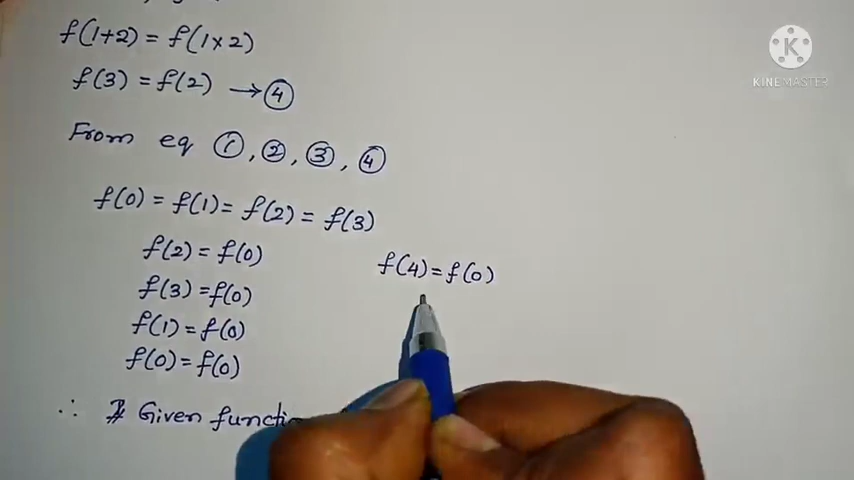 f(1+2) = f(1×2)
f(3) = f(2) → ④
From eq ①, ②, ③, ④
f(0) = f(1) = f(2) = f(3)
f(2) = f(0)
f(4) = f(0)
f(3) = f(0)
f(1) = f(0)
f(0) = f(0)
∴ Given
KINEMASTER